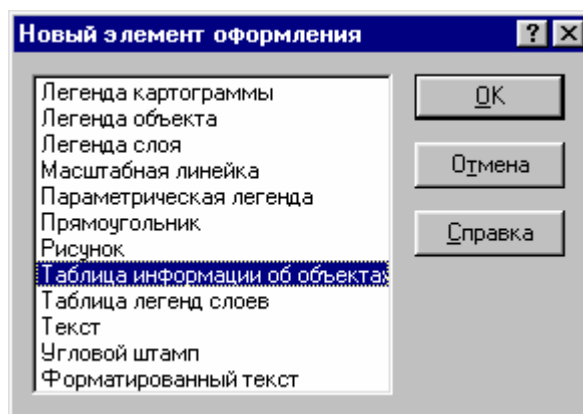 Новый элемент оформления
Легенда картограммы
Легенда объекта
Легенда слоя
Масштабная линейка
Параметрическая легенда
Прямоугольник
Рисунок
Таблица информации об объектах
Таблица легенд слоев
Текст
Угловой штамп
Форматированный текст
OK
Отмена
Справка